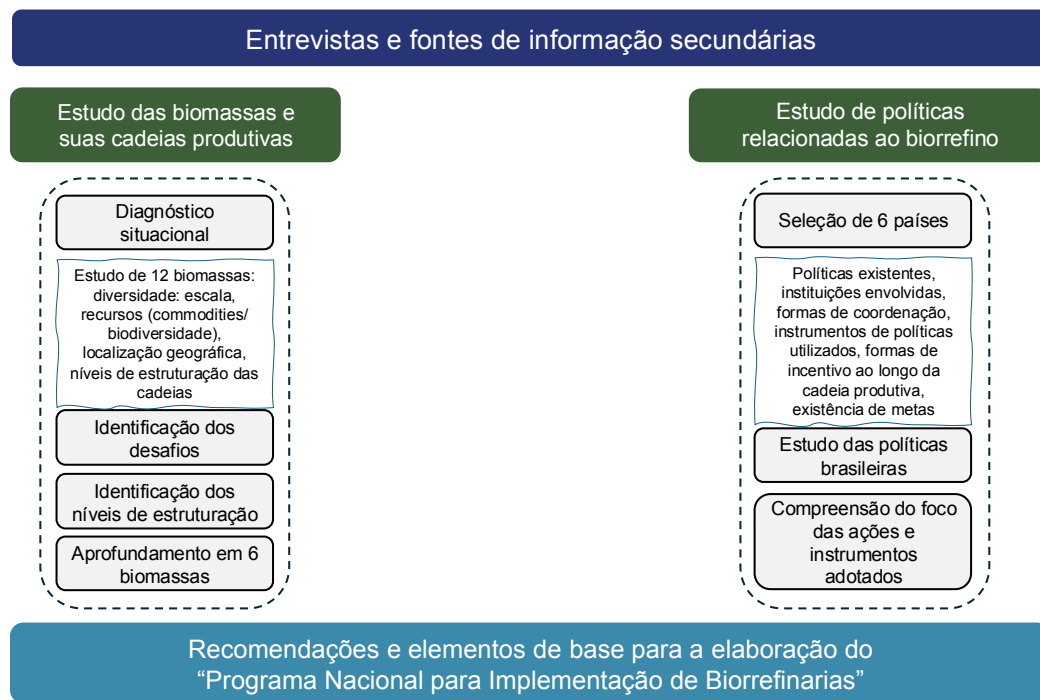 Entrevistas e fontes de informação secundárias
Estudo das biomassas e
suas cadeias produtivas
Diagnóstico
situacional
Estudo de 12 biomassas:
diversidade: escala,
recursos (commodities/
biodiversidade),
localização geográfica,
níveis de estruturação das
cadeias
Identificação dos
desafios
Identificação dos
níveis de estruturação
Aprofundamento em 6
biomassas
Estudo de políticas
relacionadas ao biorrefino
Seleção de 6 países
Políticas existentes,
instituições envolvidas,
formas de coordenação,
instrumentos de políticas
utilizados, formas de
incentivo ao longo da
cadeia produtiva,
existência de metas
Estudo das políticas
brasileiras
Compreensão do foco
das ações e
instrumentos
adotados
Recomendações e elementos de base para a elaboração do
“Programa Nacional para Implementação de Biorrefinarias”